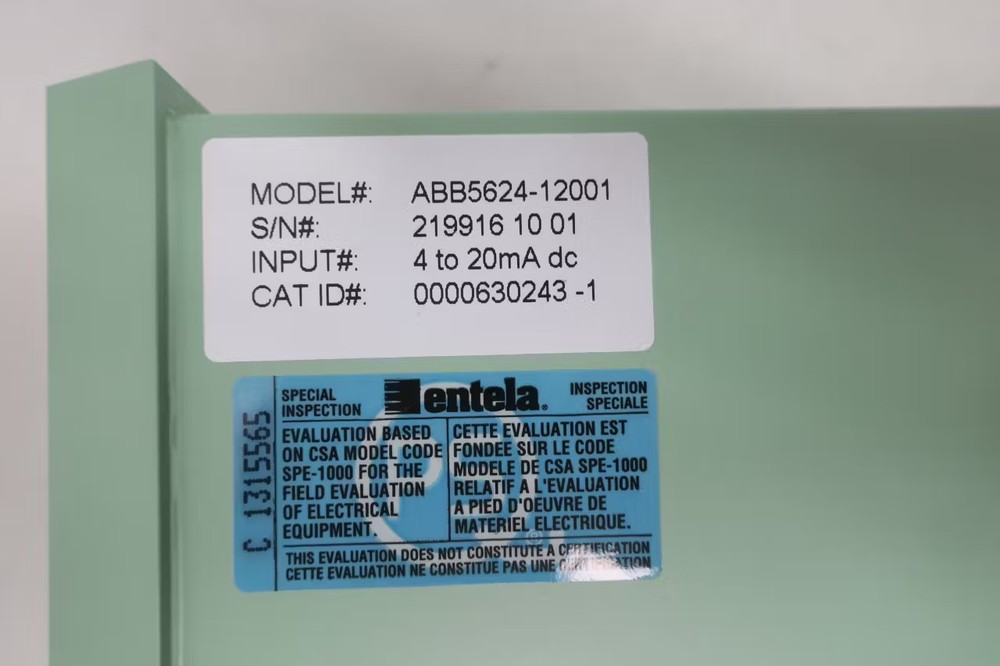 MODEL#: ABB5624-12001
S/N#: 219916 10 01
INPUT#: 4 to 20mA dc
CAT ID#: 0000630243 -1
C 1315565
SPECIAL
INSPECTION
entela®
INSPECTION
SPECIALE
EVALUATION BASED
ON CSA MODEL CODE
SPE-1000 FOR THE
FIELD EVALUATION
OF ELECTRICAL
EQUIPMENT.
CETTE EVALUATION EST
FONDEE SUR LE CODE
MODELE DE CSA SPE-1000
RELATIF A L'EVALUATION
A PIED D'OEUVRE DE
MATERIEL ELECTRIQUE.
THIS EVALUATION DOES NOT CONSTITUTE A CERTIFICATION
CETTE EVALUATION NE CONSTITUE PAS UNE CERTIFICATION